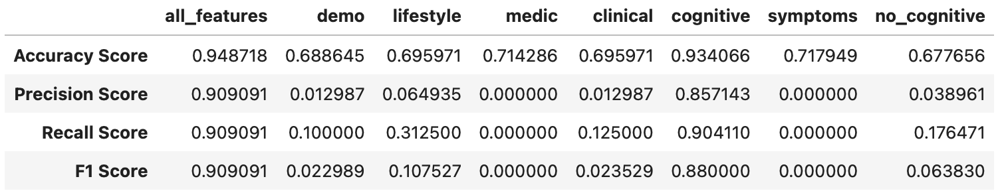 all_features demo lifestyle medic clinical cognitive symptoms no_cognitive
Accuracy Score 0.948718 0.688645 0.695971 0.714286 0.695971 0.934066 0.717949 0.677656
Precision Score 0.909091 0.012987 0.064935 0.000000 0.012987 0.857143 0.000000 0.038961
Recall Score 0.909091 0.100000 0.312500 0.000000 0.125000 0.904110 0.000000 0.176471
F1 Score 0.909091 0.022989 0.107527 0.000000 0.023529 0.880000 0.000000 0.063830